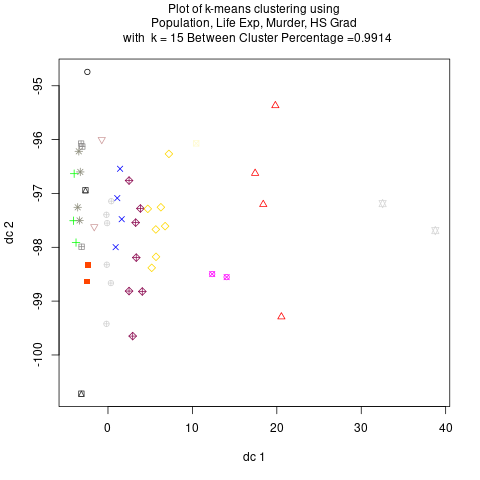 Plot of k-means clustering using
Population, Life Exp, Murder, HS Grad
with k = 15 Between Cluster Percentage =0.9914
dc 2
-95
-96
-97
-98
-99
-100
0 10 20 30 40
dc 1